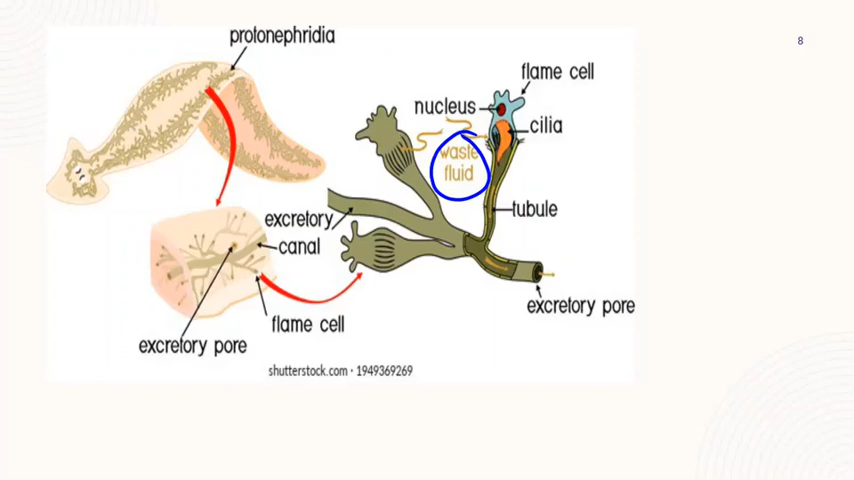 8
protonephridia
flame cell
nucleus
cilia
waste
fluid
tubule
excretory
canal
excretory pore
flame cell
excretory pore
shutterstock.com · 1949369269